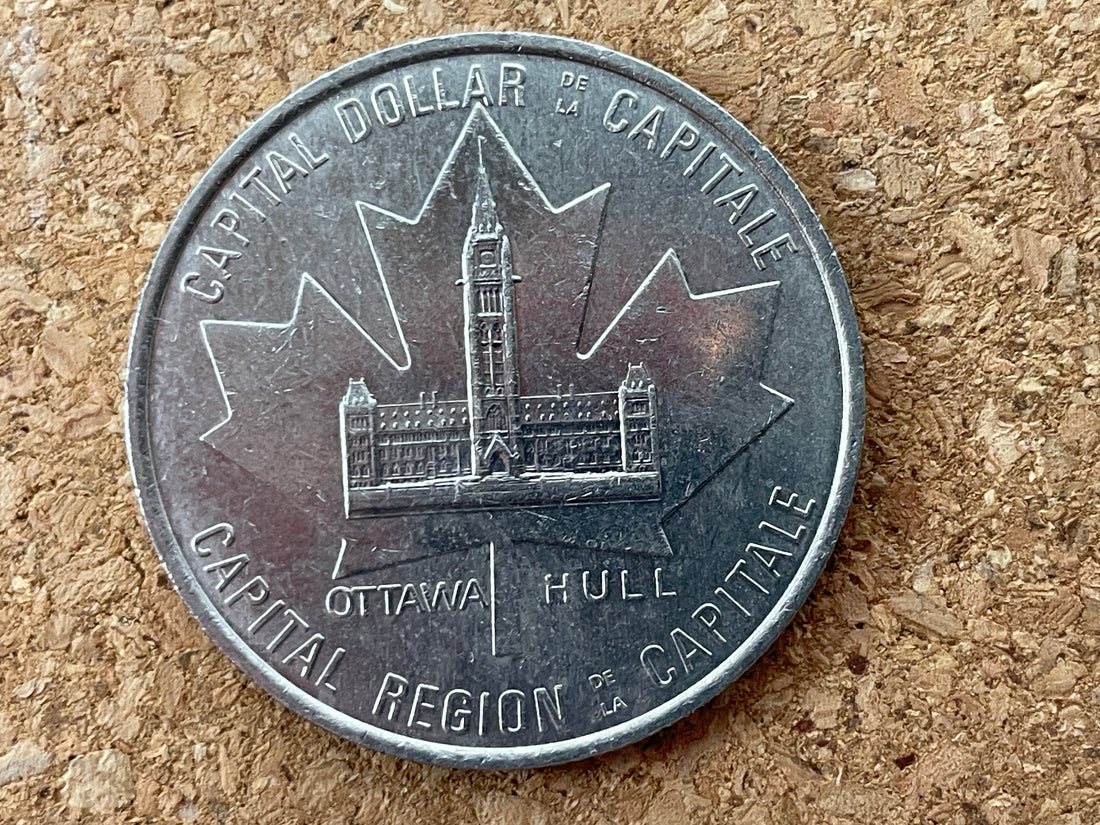 CAPITAL DOLLAR DE LA CAPITALE
OTTAWA HULL
CAPITAL REGION DE LA CAPITALE